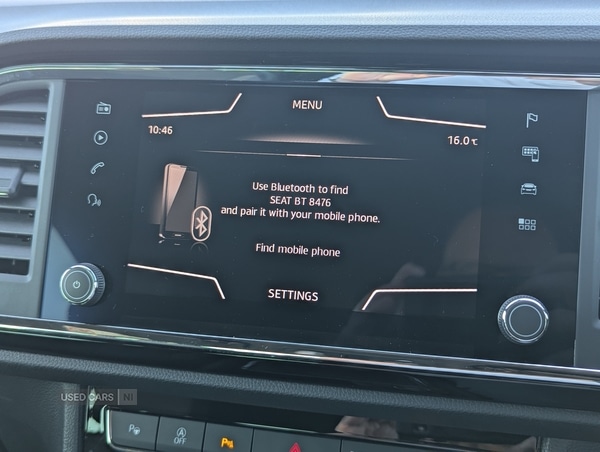 MENU
10:46
16.0°C
Use Bluetooth to find
SEAT BT 8476
and pair it with your mobile phone.
Find mobile phone
SETTINGS
USED CARS NI
A OFF